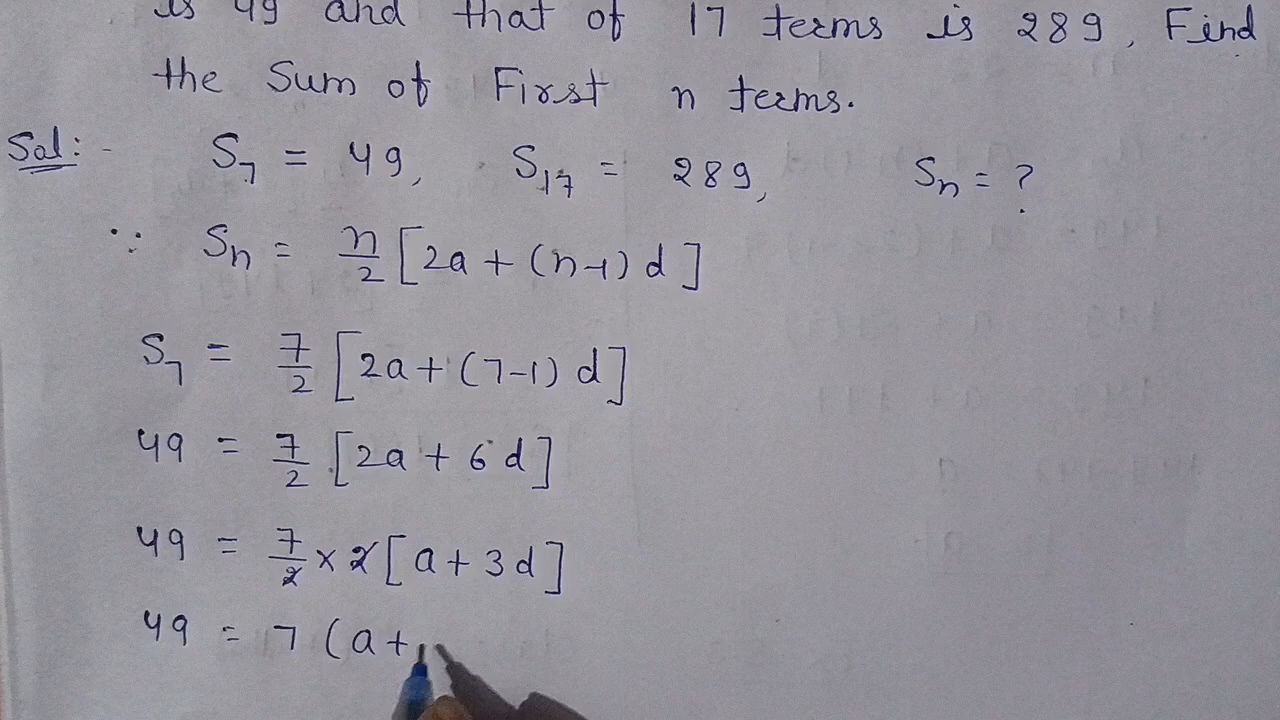 is 49 and that of 17 terms is 289, Find
the Sum of First n terms.
Sol:- S₇ = 49, S₁₇ = 289, Sₙ = ?
∵ Sₙ = n/2 [2a + (n-1) d]
S₇ = 7/2 [2a + (7-1) d]
49 = 7/2 [2a + 6d]
49 = 7/2 × 2 [a + 3d]
49 = 7 (a +